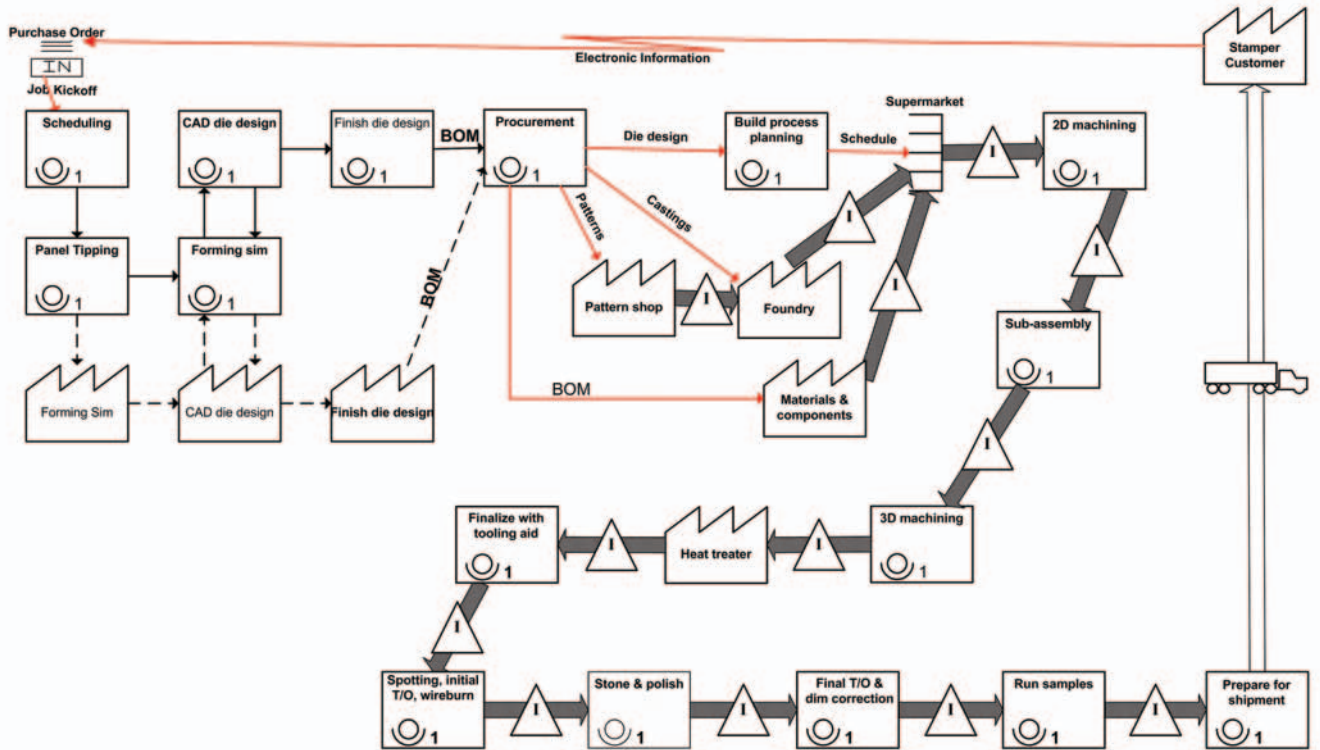 Purchase Order
IN
Job Kickoff
Electronic Information
Stamper
Customer
Scheduling
1
CAD die design
1
Finish die design
1
BOM
Procurement
1
Die design
Build process
planning
1
Schedule
Supermarket
I
2D machining
1
Panel Tipping
1
Forming sim
1
BOM
Patterns
Castings
I
I
Pattern shop
I
Foundry
I
Sub-assembly
1
Forming Sim
CAD die design
Finish die design
BOM
Materials &
components
I
Finalize with
tooling aid
1
I
Heat treater
I
3D machining
1
I
Spotting, initial
T/O, wireburn
1
I
Stone & polish
1
I
Final T/O &
dim correction
1
I
Run samples
1
I
Prepare for
shipment
1